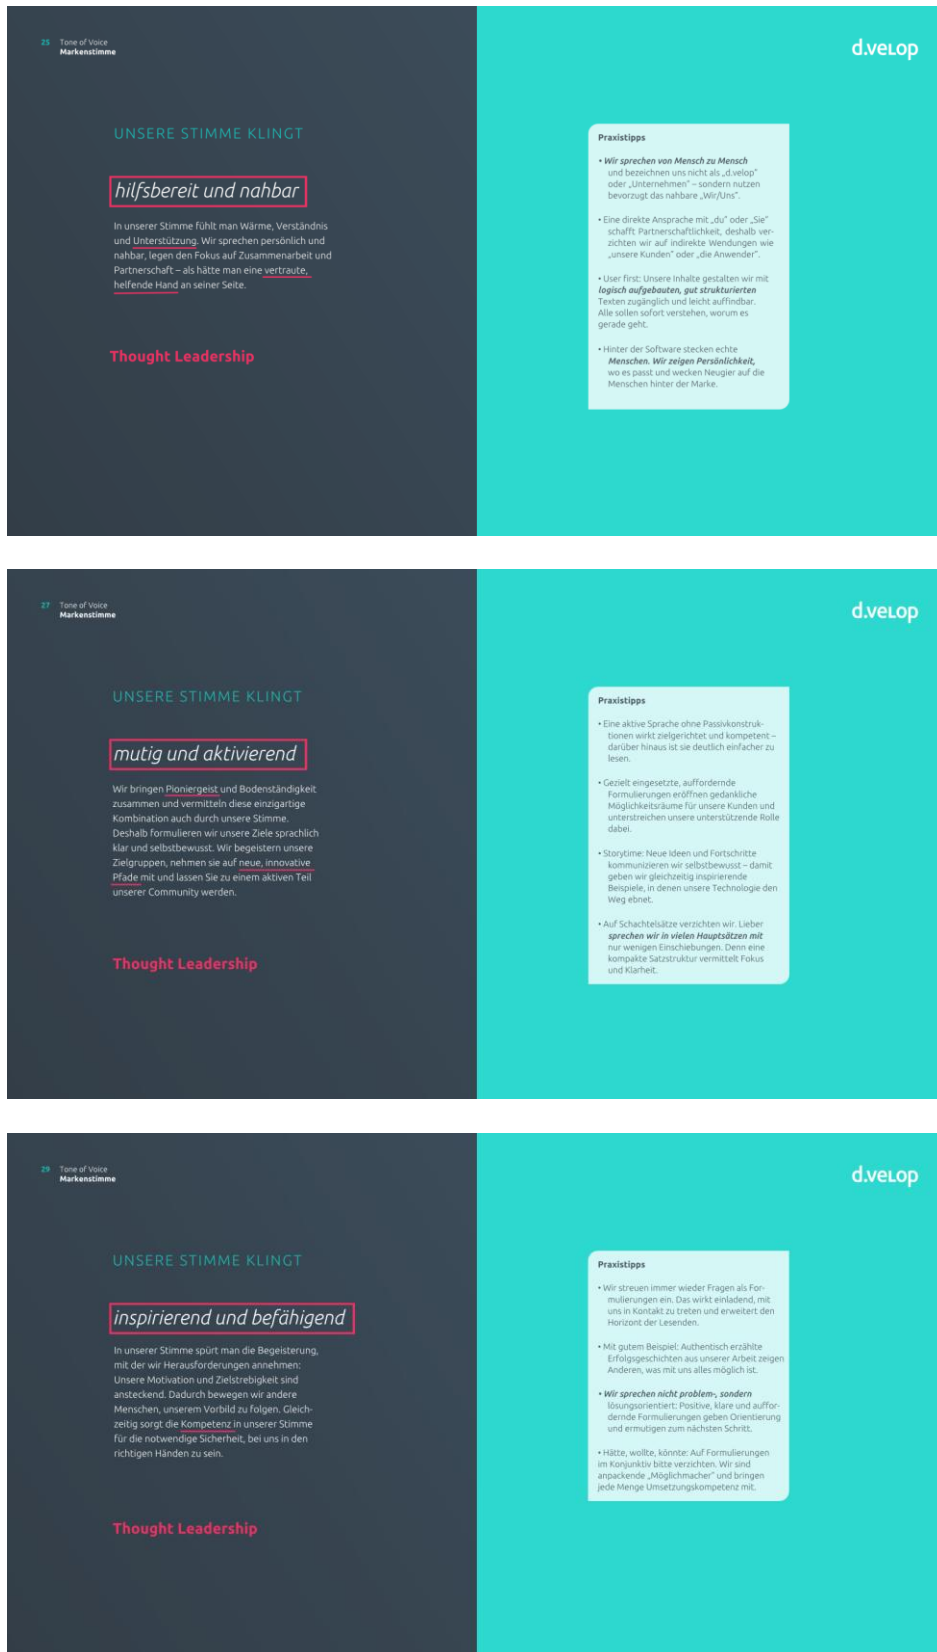 25 Tone of Voice
Markenstimme
UNSERE STIMME KLINGT
hilfsbereit und nahbar
In unserer Stimme fühlt man Wärme, Verständnis
und Unterstützung. Wir sprechen persönlich und
nahbar, legen den Fokus auf Zusammenarbeit und
Partnerschaft – als hätte man eine vertraute,
helfende Hand an seiner Seite.
Thought Leadership
d.velop
Praxistipps
• Wir sprechen von Mensch zu Mensch
und bezeichnen uns nicht als „d.velop“
oder „Unternehmen“ – sondern nutzen
bevorzugt das nahbare „Wir/Uns“.
• Eine direkte Ansprache mit „du“ oder „Sie“
schafft Partnerschaftlichkeit, deshalb ver-
zichten wir auf indirekte Wendungen wie
„unsere Kunden“ oder „die Anwender“.
• User first: Unsere Inhalte gestalten wir mit
logisch aufgebauten, gut strukturierten
Texten zugänglich und leicht auffindbar.
Alle sollen sofort verstehen, worum es
gerade geht.
• Hinter der Software stecken echte
Menschen. Wir zeigen Persönlichkeit,
wo es passt und wecken Neugier auf die
Menschen hinter der Marke.
27 Tone of Voice
Markenstimme
UNSERE STIMME KLINGT
mutig und aktivierend
Wir bringen Pioniergeist und Bodenständigkeit
zusammen und vermitteln diese einzigartige
Kombination auch durch unsere Stimme.
Deshalb formulieren wir unsere Ziele sprachlich
klar und selbstbewusst. Wir begeistern unsere
Zielgruppen, nehmen sie auf neue, innovative
Pfade mit und lassen Sie zu einem aktiven Teil
unserer Community werden.
Thought Leadership
d.velop
Praxistipps
• Eine aktive Sprache ohne Passivkonstruk-
tionen wirkt zielgerichtet und kompetent –
darüber hinaus ist sie deutlich einfacher zu
lesen.
• Gezielt eingesetzte, auffordernde
Formulierungen eröffnen gedankliche
Möglichkeitsräume für unsere Kunden und
unterstreichen unsere unterstützende Rolle
dabei.
• Storytime: Neue Ideen und Fortschritte
kommunizieren wir selbstbewusst – damit
geben wir gleichzeitig inspirierende
Beispiele, in denen unsere Technologie den
Weg ebnet.
• Auf Schachtelsätze verzichten wir. Lieber
sprechen wir in vielen Hauptsätzen mit
nur wenigen Einschiebungen. Denn eine
kompakte Satzstruktur vermittelt Fokus
und Klarheit.
29 Tone of Voice
Markenstimme
UNSERE STIMME KLINGT
inspirierend und befähigend
In unserer Stimme spürt man die Begeisterung,
mit der wir Herausforderungen annehmen:
Unsere Motivation und Zielstrebigkeit sind
ansteckend. Dadurch bewegen wir andere
Menschen, unserem Vorbild zu folgen. Gleich-
zeitig sorgt die Kompetenz in unserer Stimme
für die notwendige Sicherheit, bei uns in den
richtigen Händen zu sein.
Thought Leadership
d.velop
Praxistipps
• Wir streuen immer wieder Fragen als For-
mulierungen ein. Das wirkt einladend, mit
uns in Kontakt zu treten und erweitert den
Horizont der Lesenden.
• Mit gutem Beispiel: Authentisch erzählte
Erfolgsgeschichten aus unserer Arbeit zeigen
Anderen, was mit uns alles möglich ist.
• Wir sprechen nicht problem-, sondern
lösungsorientiert: Positive, klare und auffor-
dernde Formulierungen geben Orientierung
und ermutigen zum nächsten Schritt.
• Hätte, wollte, könnte: Auf Formulierungen
im Konjunktiv bitte verzichten. Wir sind
anpackende „Möglichmacher“ und bringen
jede Menge Umsetzungskompetenz mit.